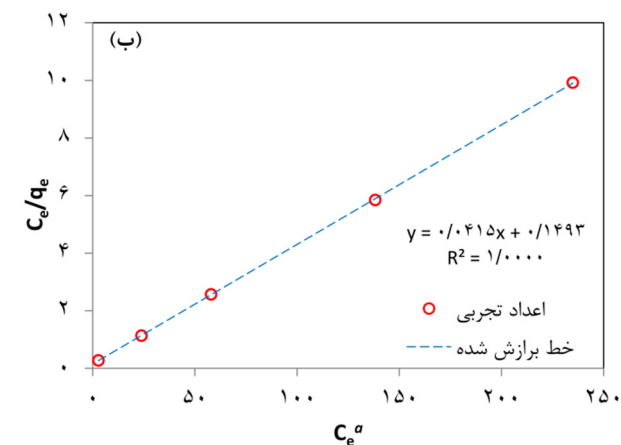 (ب)
۱۲
۱۰
۸
۶
۴
۲
۰
Ce/qe
y = ۰/۰۴۱۵x + ۰/۱۴۹۳
R² = ۱/۰۰۰۰
اعداد تجربی
خط برازش شده
۰ ۵۰ ۱۰۰ ۱۵۰ ۲۰۰ ۲۵۰
Ceᵃ